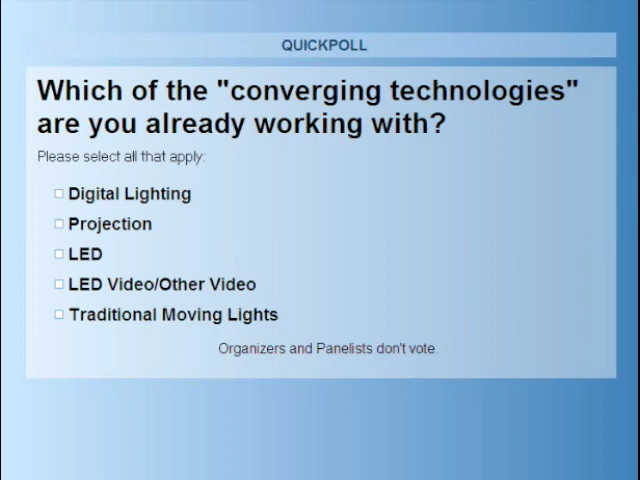 QUICKPOLL
Which of the "converging technologies"
are you already working with?
Please select all that apply:
Digital Lighting
Projection
LED
LED Video/Other Video
Traditional Moving Lights
Organizers and Panelists don't vote.